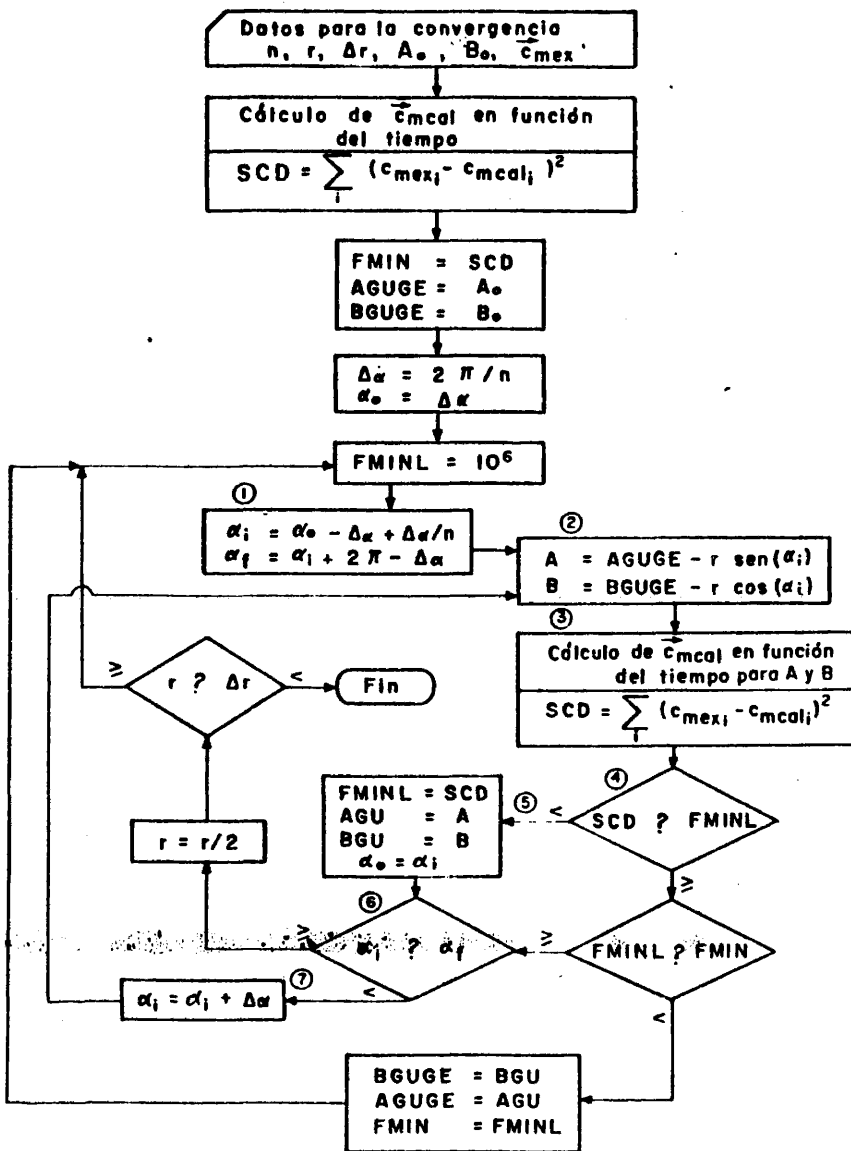 Datos para la convergencia
n, r, Δr, A₀, B₀, c⃗mex
Cálculo de c⃗mcal en función
del tiempo
SCD = ∑i (cmexi - cmcali)²
FMIN = SCD
AGUGE = A₀
BGUGE = B₀
Δα = 2 π/n
α₀ = Δα
FMINL = 10⁶
①
αi = α₀ - Δα + Δα/n
αf = αi + 2π - Δα
②
A = AGUGE - r sen(αi)
B = BGUGE - r cos(αi)
③
Cálculo de c⃗mcal en función
del tiempo para A y B
SCD = ∑i (cmexi - cmcali)²
≥
r ? Δr
<
Fin
④
SCD ? FMINL
<
≥
⑤
FMINL = SCD
AGU = A
BGU = B
α₀ = αi
r = r/2
⑥
≥
αi ? αf
<
≥
FMINL ? FMIN
<
⑦
αi = αi + Δα
BGUGE = BGU
AGUGE = AGU
FMIN = FMINL